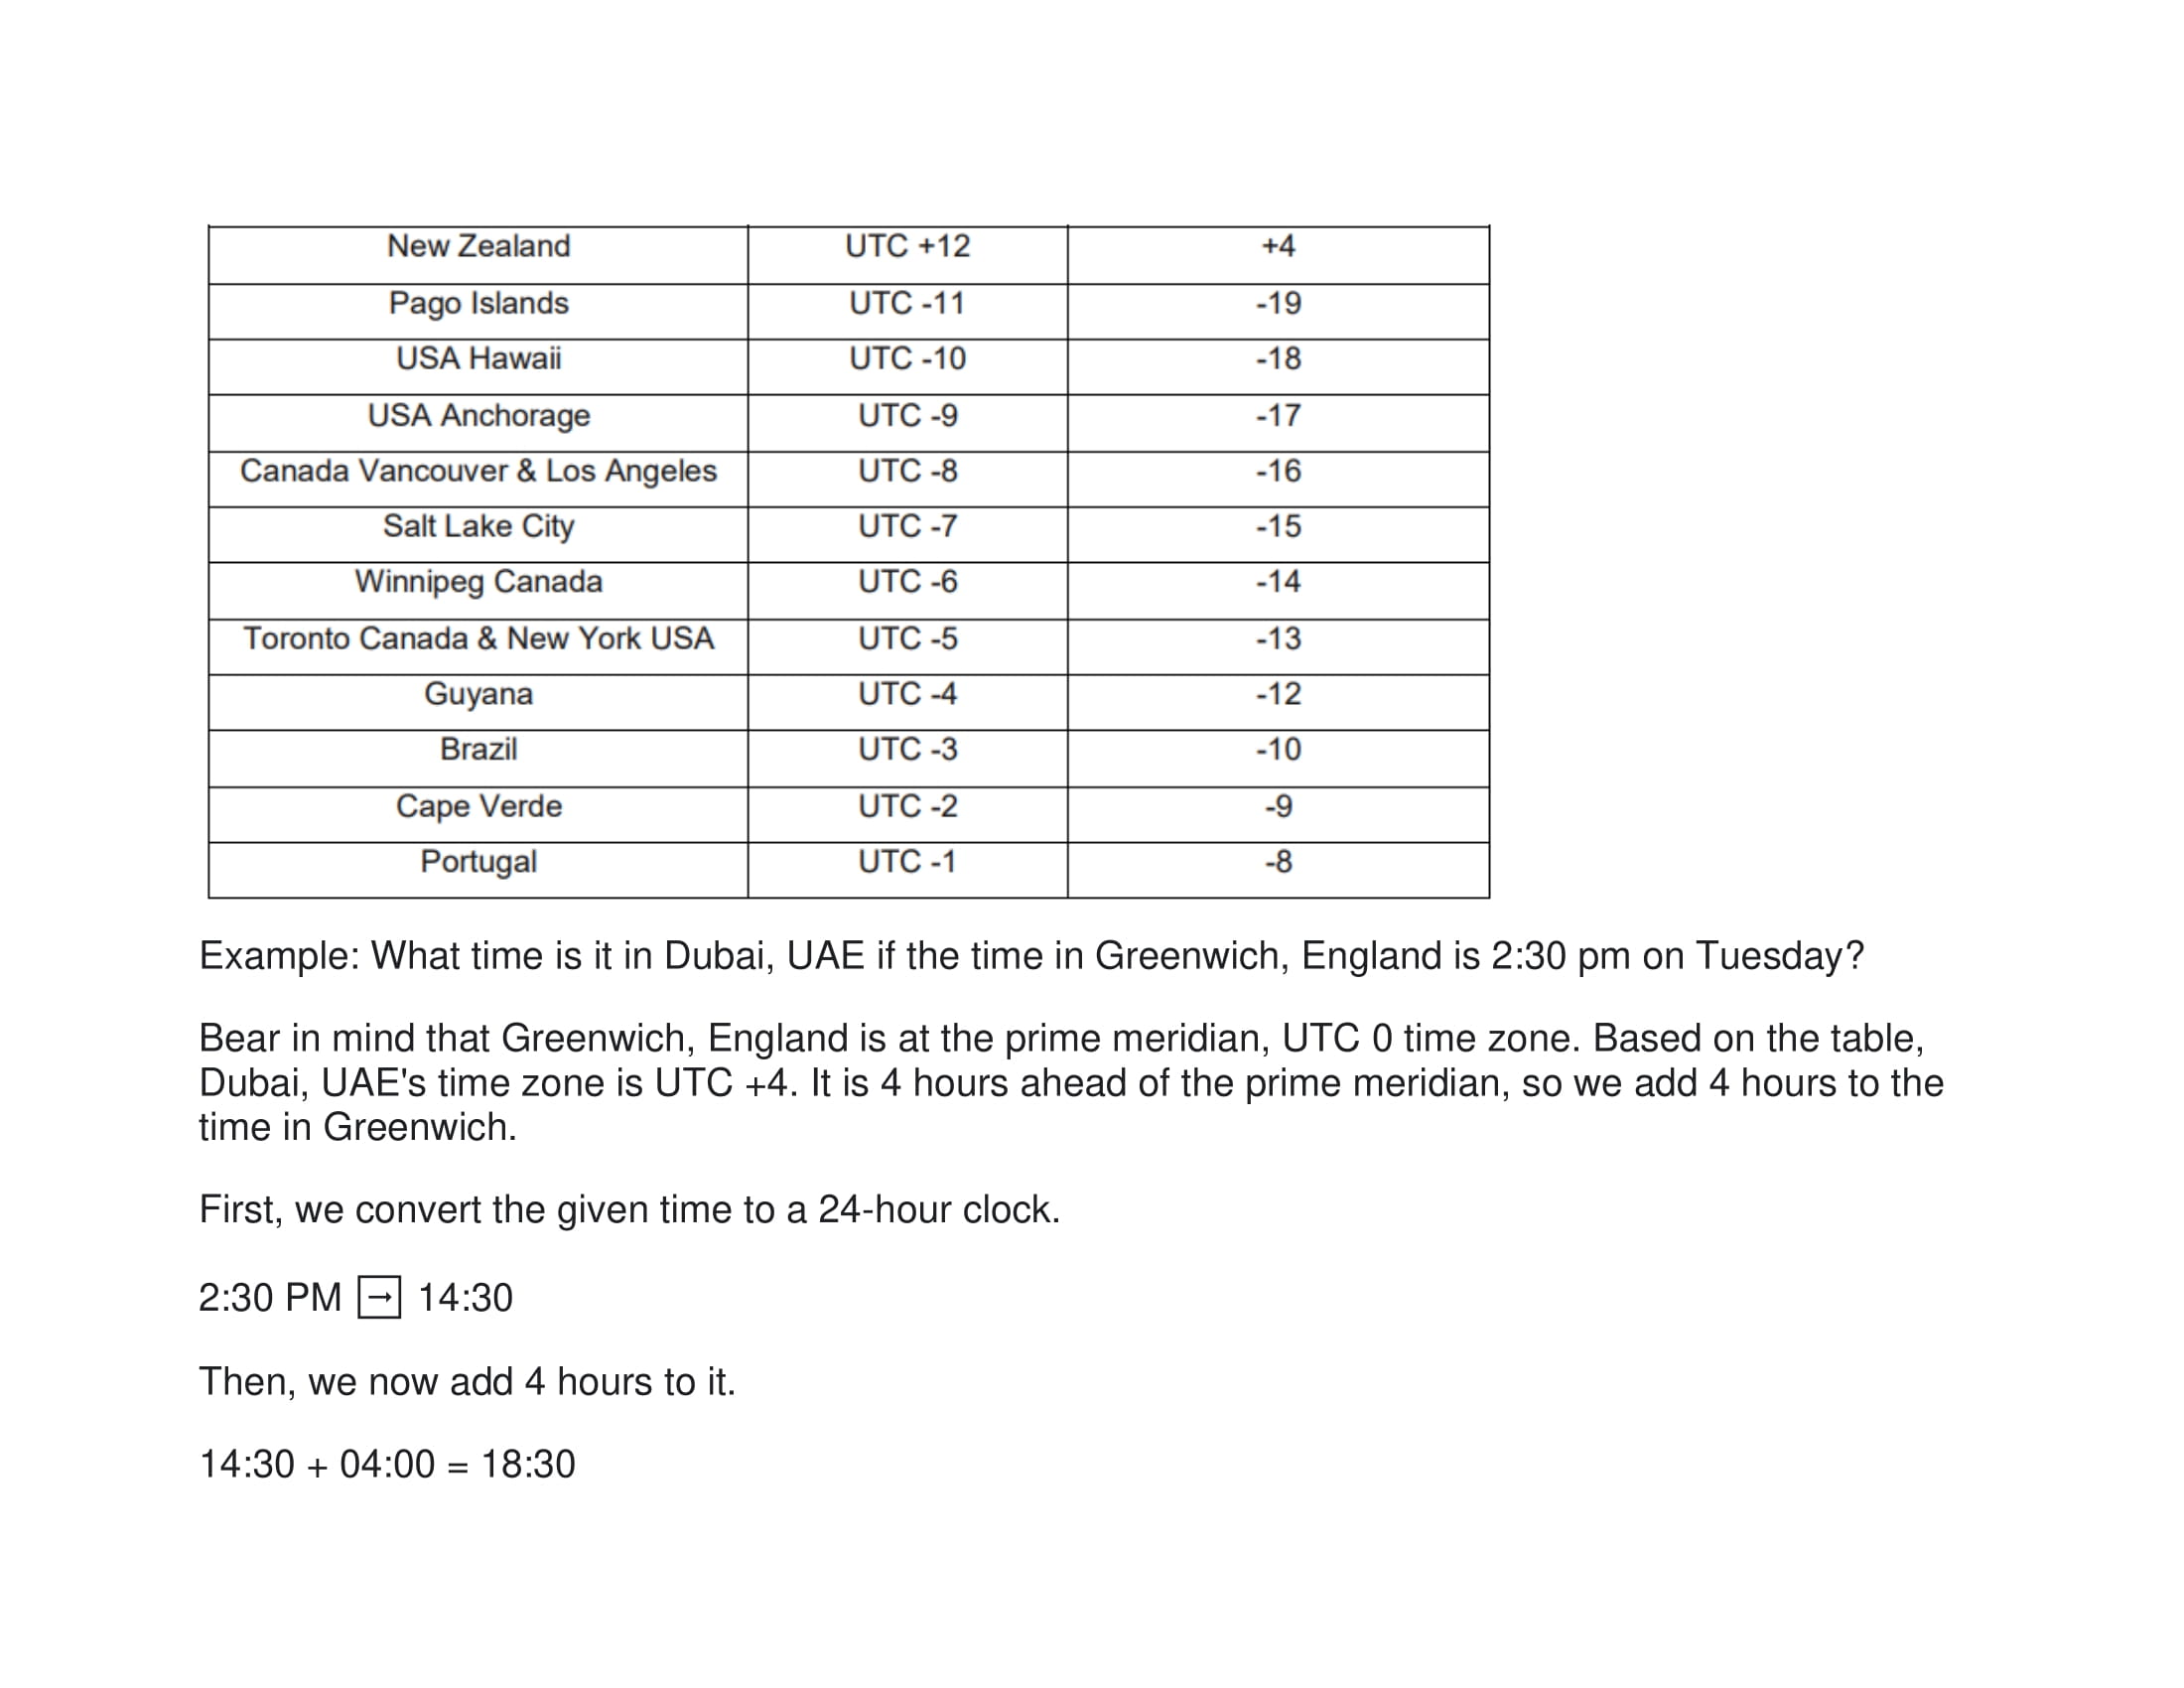 New Zealand UTC +12 +4
Pago Islands UTC -11 -19
USA Hawaii UTC -10 -18
USA Anchorage UTC -9 -17
Canada Vancouver & Los Angeles UTC -8 -16
Salt Lake City UTC -7 -15
Winnipeg Canada UTC -6 -14
Toronto Canada & New York USA UTC -5 -13
Guyana UTC -4 -12
Brazil UTC -3 -10
Cape Verde UTC -2 -9
Portugal UTC -1 -8
Example: What time is it in Dubai, UAE if the time in Greenwich, England is 2:30 pm on Tuesday?
Bear in mind that Greenwich, England is at the prime meridian, UTC 0 time zone. Based on the table,
Dubai, UAE's time zone is UTC +4. It is 4 hours ahead of the prime meridian, so we add 4 hours to the
time in Greenwich.
First, we convert the given time to a 24-hour clock.
2:30 PM → 14:30
Then, we now add 4 hours to it.
14:30 + 04:00 = 18:30